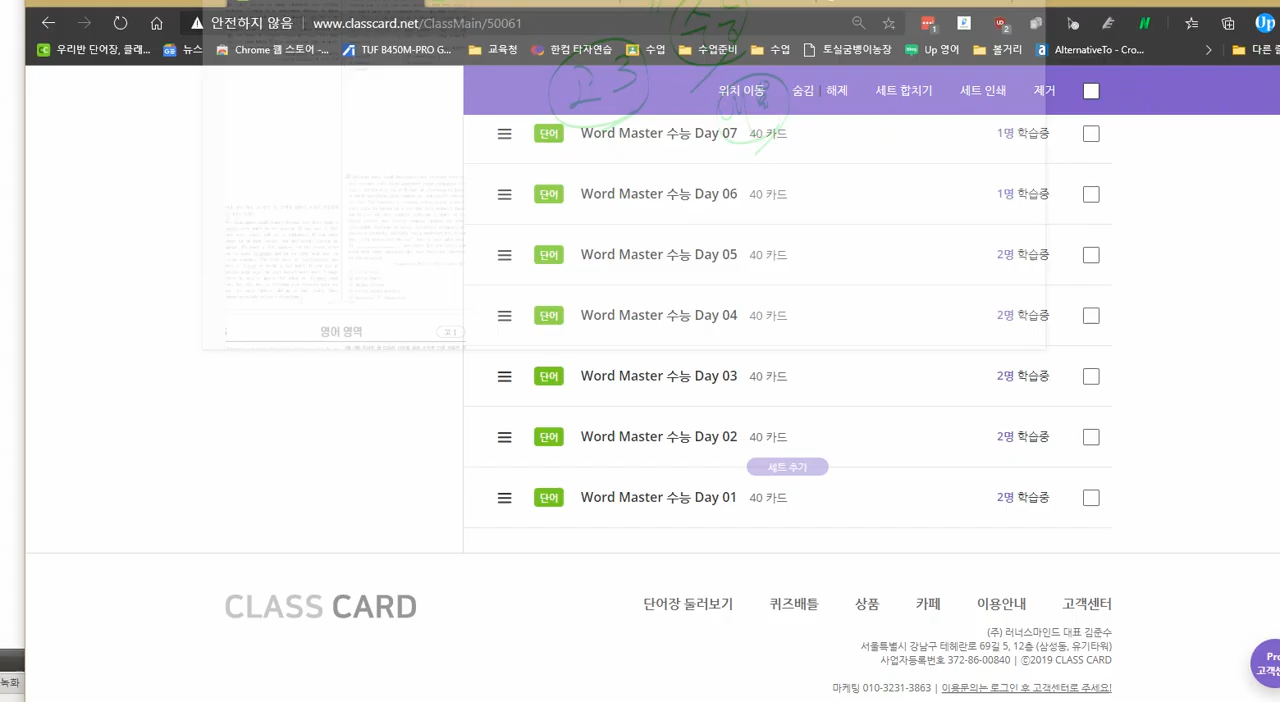 안전하지 않음 | www.classcard.net/ClassMain/50061
우리반 단어장, 클래... 뉴스 Chrome 웹 스토어 -... TUF B450M-PRO G... 교육청 한컴 타자연습 수업 수업준비 수업 토실궁뱅이농장 Up 영어 볼거리 AlternativeTo - Cro... 다른 즐
고3
위치 이동 숨김 | 해제 세트 합치기 세트 인쇄 제거
단어 Word Master 수능 Day 07 40 카드 1명 학습중
단어 Word Master 수능 Day 06 40 카드 1명 학습중
단어 Word Master 수능 Day 05 40 카드 2명 학습중
단어 Word Master 수능 Day 04 40 카드 2명 학습중
영어 영역 고 1
단어 Word Master 수능 Day 03 40 카드 2명 학습중
단어 Word Master 수능 Day 02 40 카드 2명 학습중
세트 추가
단어 Word Master 수능 Day 01 40 카드 2명 학습중
CLASS CARD
단어장 둘러보기 퀴즈배틀 상품 카페 이용안내 고객센터
(주) 러너스마인드 대표 김준수
서울특별시 강남구 테헤란로 69길 5, 12층 (삼성동, 유기타워)
사업자등록번호 372-86-00840 | ⓒ2019 CLASS CARD
Pro
고객센
녹화
마케팅 010-3231-3863 | 이용문의는 로그인 후 고객센터로 주세요!